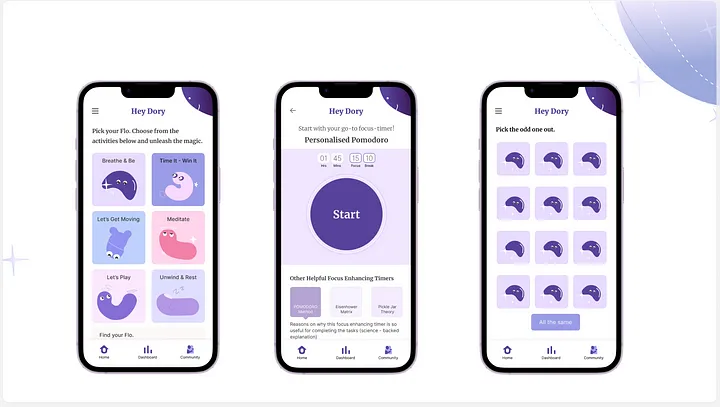 Hey Dory
Pick your Flo. Choose from the
activities below and unleash the magic.
Breathe & Be
Time It - Win It
Let's Get Moving
Meditate
Let's Play
Unwind & Rest
Find your Flo.
Home
Dashboard
Community
Hey Dory
Start with your go-to focus-timer!
Personalised Pomodoro
01
45
15
10
Hrs
Mins
Focus
Break
Start
Other Helpful Focus Enhancing Timers
Eisenhower
Matrix
Pickle Jar
Theory
Reasons on why this focus enhancing timer is so
useful for completing the tasks (science - backed
explanation)
Home
Dashboard
Community
Hey Dory
Pick the odd one out.
All the same
Home
Dashboard
Community